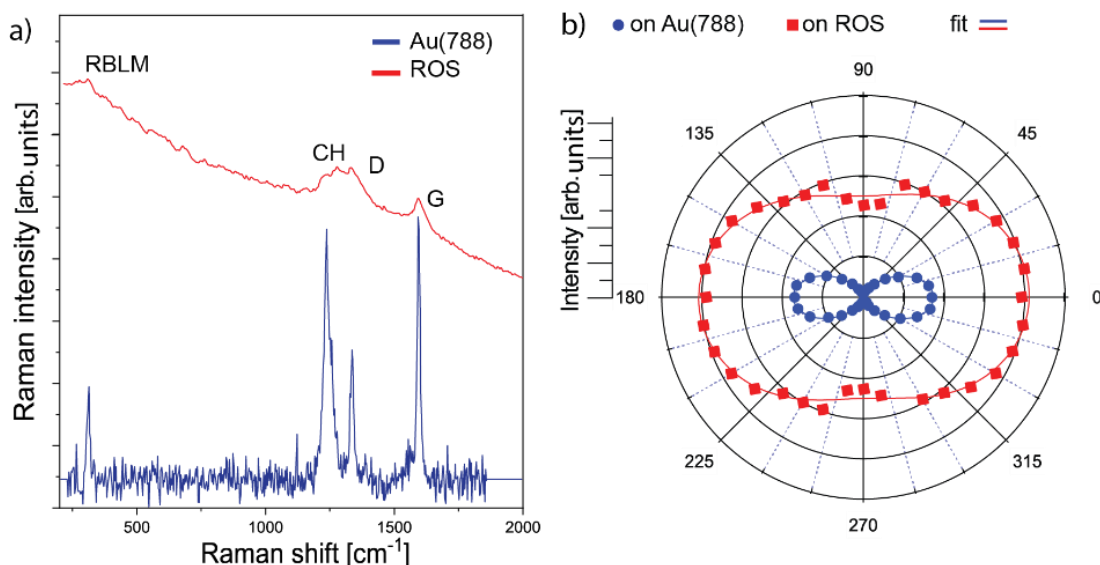 a)
Au(788)
ROS
RBLM
CH
D
G
Raman intensity [arb.units]
500
1000
1500
2000
Raman shift [cm⁻¹]
b)
on Au(788)
on ROS
fit
90
135
45
Intensity [arb.units]
180
0
225
315
270